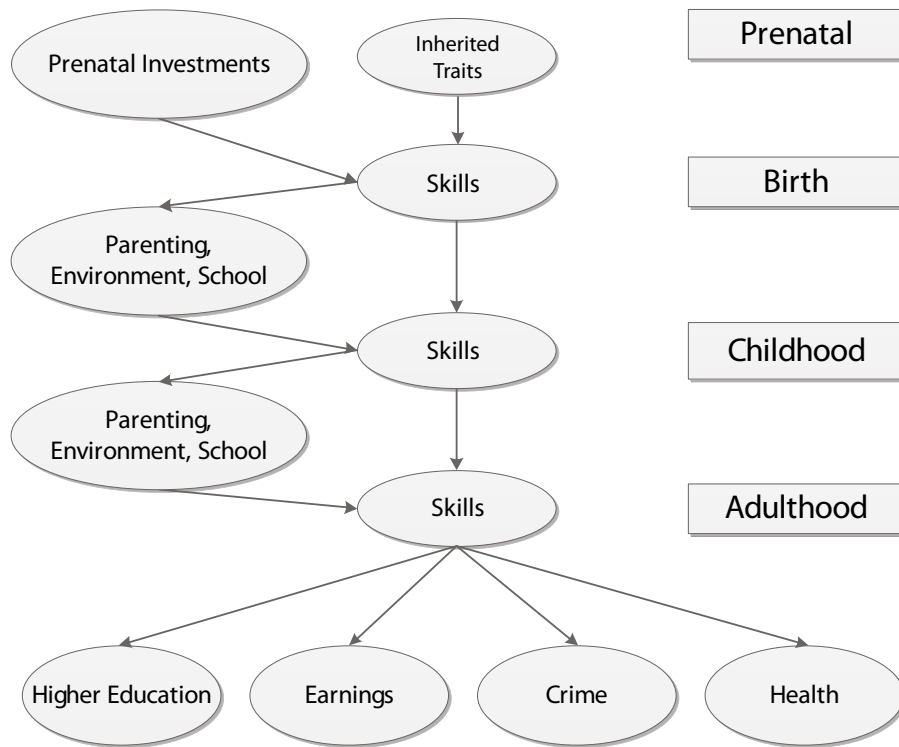 Prenatal Investments
Inherited
Traits
Prenatal
Skills
Birth
Parenting,
Environment, School
Skills
Childhood
Parenting,
Environment, School
Skills
Adulthood
Higher Education
Earnings
Crime
Health